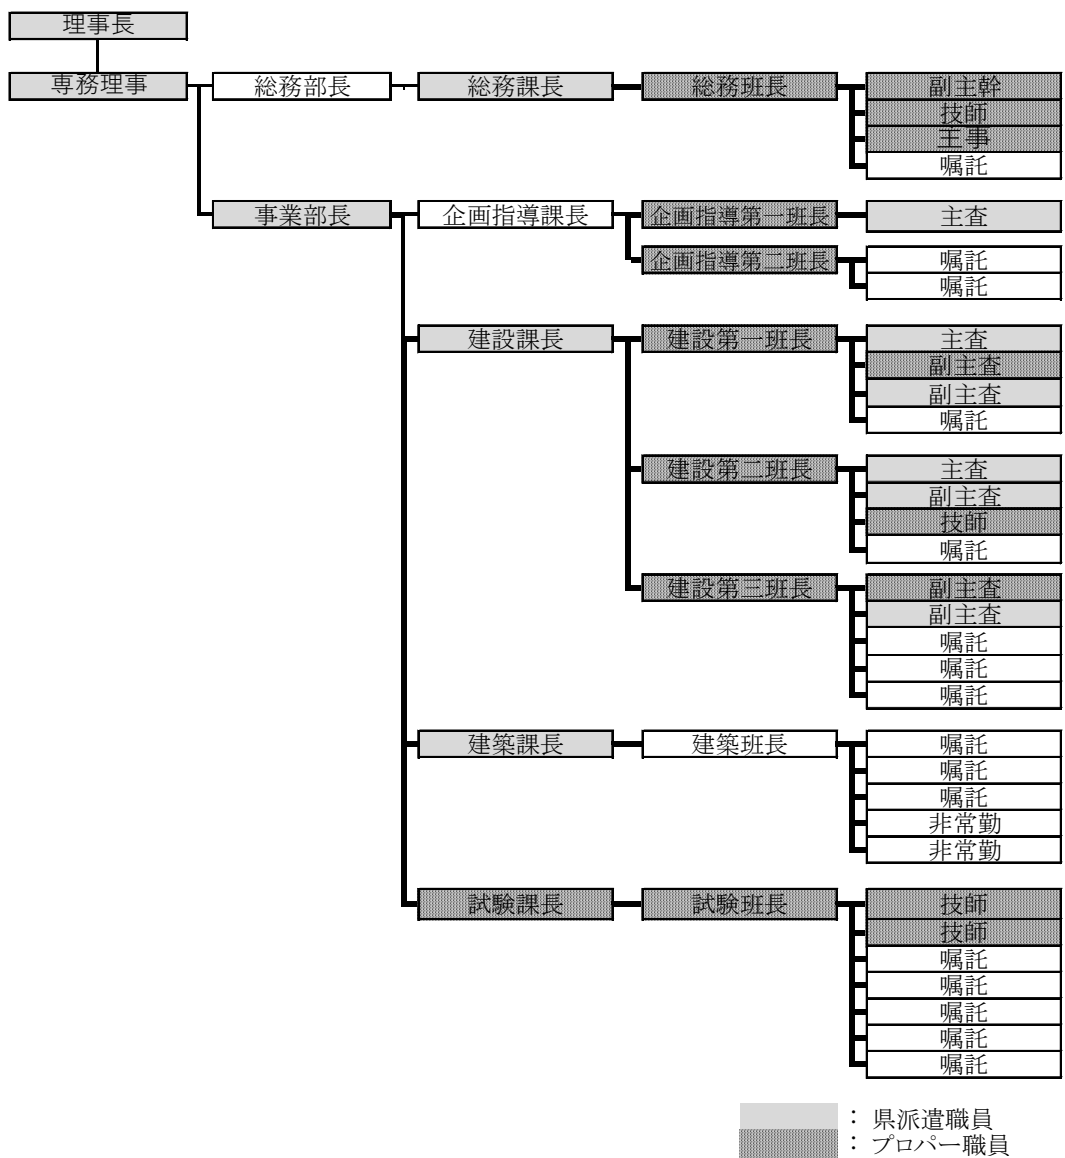 理事長
専務理事
総務部長
総務課長
総務班長
副主幹
技師
主事
嘱託
事業部長
企画指導課長
企画指導第一班長
主査
企画指導第二班長
嘱託
嘱託
建設課長
建設第一班長
主査
副主査
副主査
嘱託
建設第二班長
主査
副主査
技師
嘱託
建設第三班長
副主査
副主査
嘱託
嘱託
嘱託
建築課長
建築班長
嘱託
嘱託
嘱託
非常勤
非常勤
試験課長
試験班長
技師
技師
嘱託
嘱託
嘱託
嘱託
嘱託
：県派遣職員
：プロパー職員